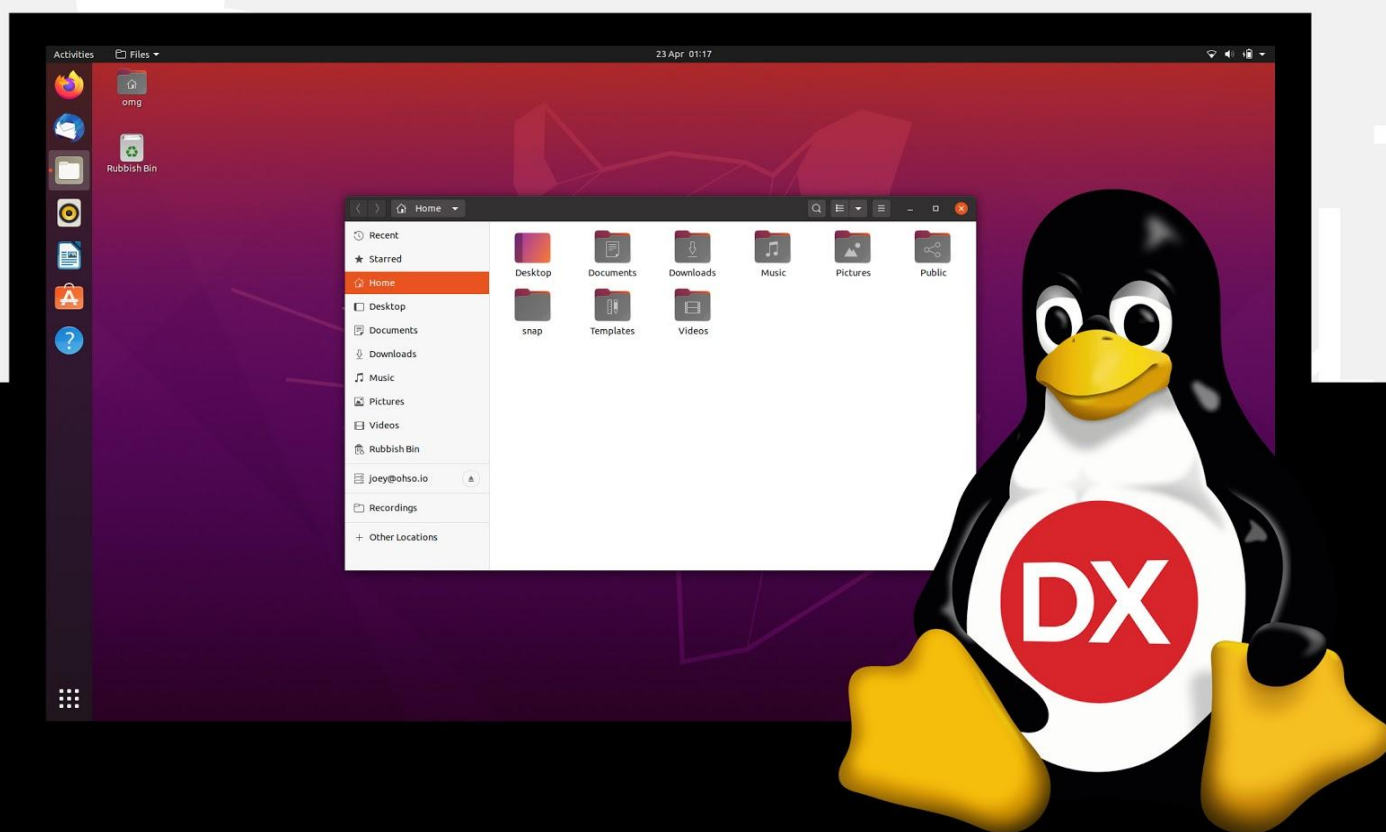 Activities Files 23 Apr 01:17
omg
Rubbish Bin
Home
Recent
Starred
Home
Desktop
Documents
Downloads
Music
Pictures
Videos
Rubbish Bin
joey@ohso.io
Recordings
Other Locations
Desktop Documents Downloads Music Pictures Public
snap Templates Videos
DX